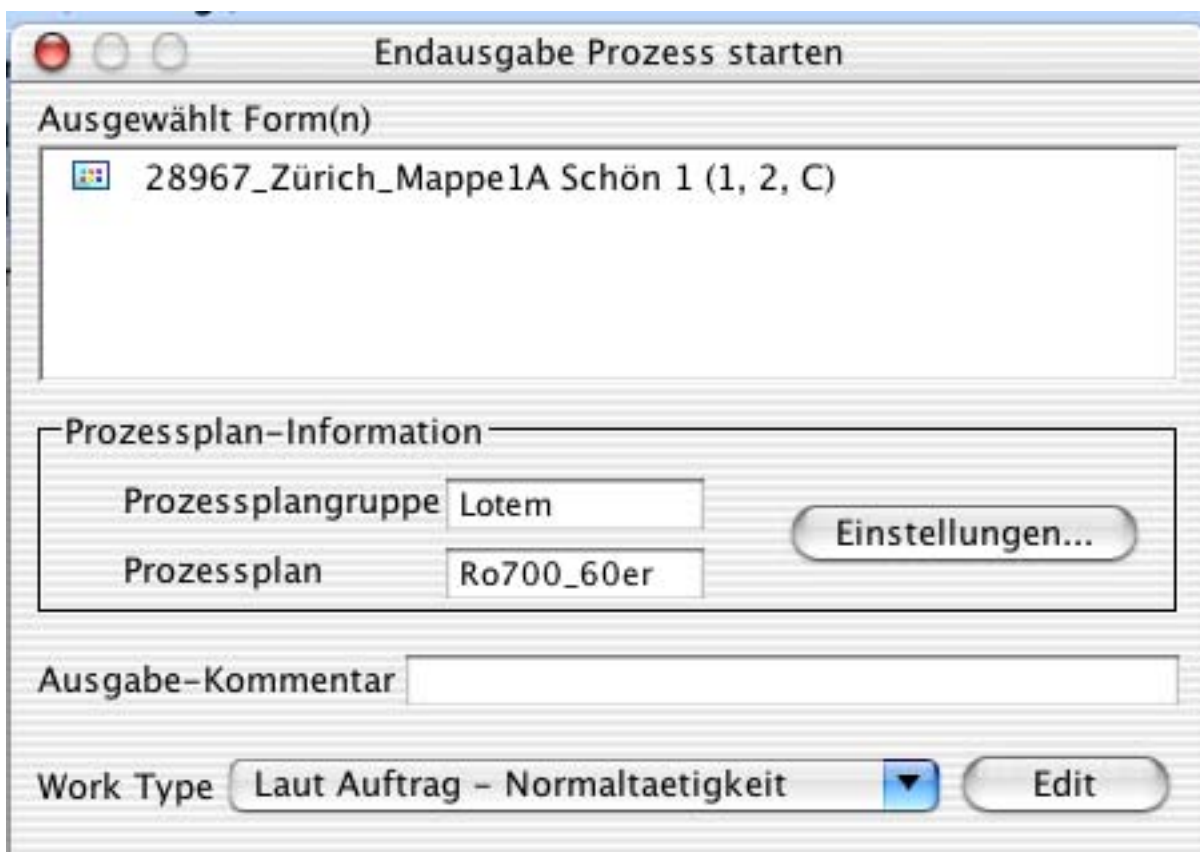 Endausgabe Prozess starten
Ausgewählt Form(n)
28967_Zürich_Mappe1A Schön 1 (1, 2, C)
Prozessplan-Information
Prozessplangruppe Lotem
Einstellungen...
Prozessplan Ro700_60er
Ausgabe-Kommentar
Work Type Laut Auftrag - Normaltaetigkeit Edit